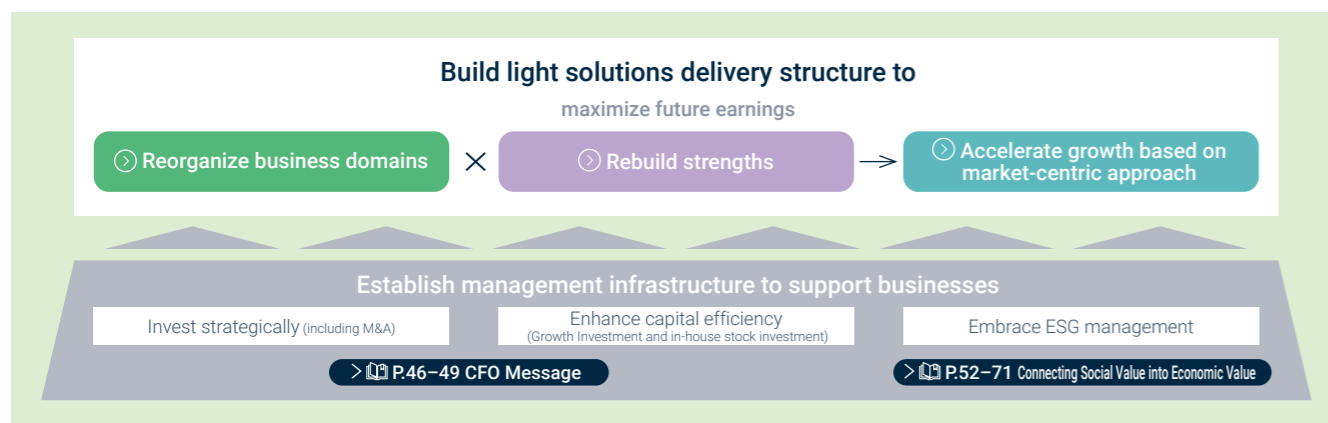 Build light solutions delivery structure to
maximize future earnings
Reorganize business domains
×
Rebuild strengths
Accelerate growth based on
market-centric approach
Establish management infrastructure to support businesses
Invest strategically (including M&A)
Enhance capital efficiency
(Growth Investment and in-house stock investment)
Embrace ESG management
P.46–49 CFO Message
P.52–71 Connecting Social Value into Economic Value